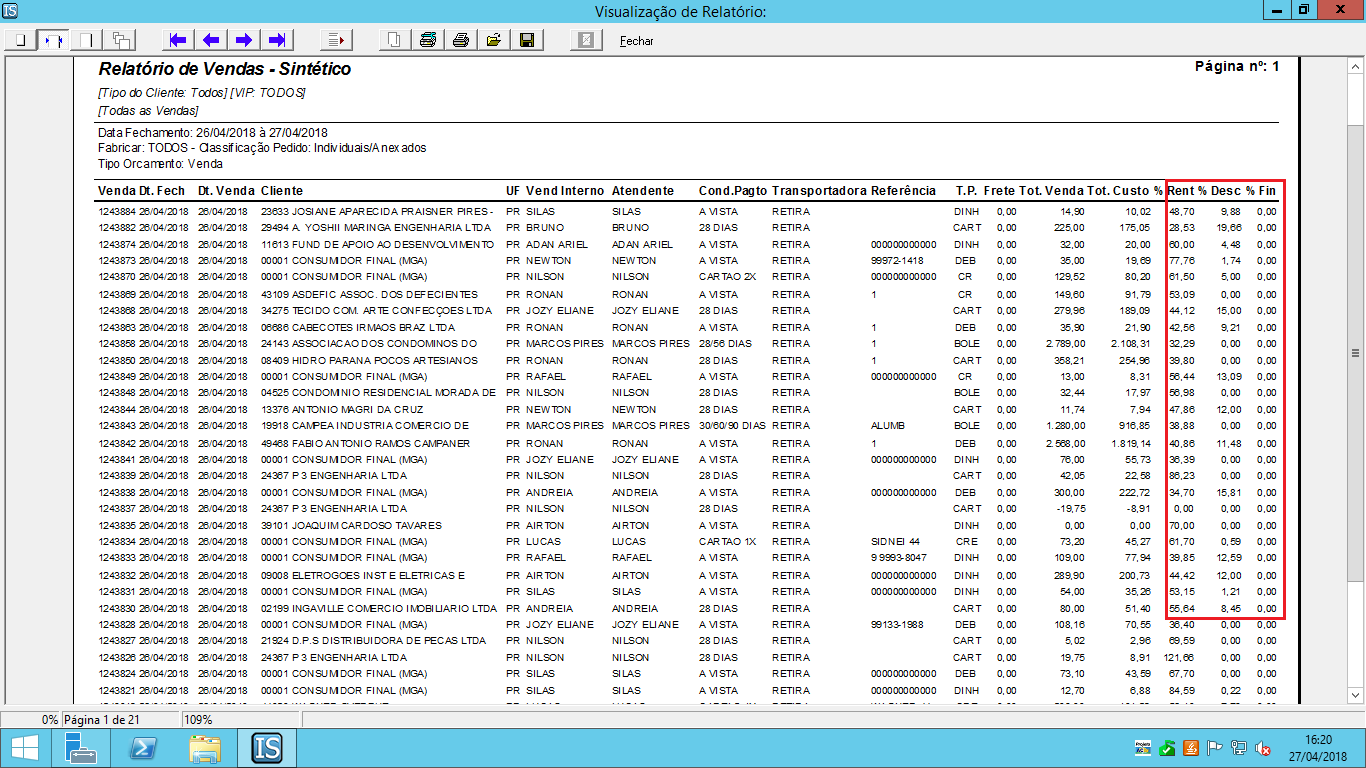 Visualização de Relatório:
Fechar
Relatório de Vendas - Sintético
Página nº: 1
[Tipo do Cliente: Todos] [VIP: TODOS]
[Todas as Vendas]
Data Fechamento: 26/04/2018 à 27/04/2018
Fabricar: TODOS - Classificação Pedido: Individuais/Anexados
Tipo Orcamento: Venda
Venda Dt. Fech Dt. Venda Cliente UF Vend Interno Atendente Cond.Pagto Transportadora Referência T.P. Frete Tot. Venda Tot. Custo % Rent % Desc % Fin
1243884 26/04/2018 26/04/2018 23633 JOSIANE APARECIDA PRAISNER PIRES - PR SILAS SILAS A VISTA RETIRA DINH 0,00 14,90 10,02 48,70 9,88 0,00
1243882 26/04/2018 26/04/2018 29494 A. YOSHII MARINGA ENGENHARIA LTDA PR BRUNO BRUNO 28 DIAS RETIRA CART 0,00 225,00 175,05 28,53 19,66 0,00
1243874 26/04/2018 26/04/2018 11613 FUND DE APOIO AO DESENVOLVIMENTO PR ADAN ARIEL ADAN ARIEL A VISTA RETIRA 000000000000 DINH 0,00 32,00 20,00 60,00 4,48 0,00
1243873 26/04/2018 26/04/2018 00001 CONSUMIDOR FINAL (MGA) PR NEWTON NEWTON A VISTA RETIRA 99972-1418 DEB 0,00 35,00 19,69 77,76 1,74 0,00
1243870 26/04/2018 26/04/2018 00001 CONSUMIDOR FINAL (MGA) PR NILSON NILSON CARTAO 2X RETIRA 000000000000 CR 0,00 129,52 80,20 61,50 5,00 0,00
1243869 26/04/2018 26/04/2018 43109 ASDEFIC ASSOC. DOS DEFECIENTES PR RONAN RONAN A VISTA RETIRA 1 CR 0,00 149,60 91,79 53,09 0,00 0,00
1243868 26/04/2018 26/04/2018 34275 TECIDO COM. ARTE CONFECÇOES LTDA PR JOZY ELIANE JOZY ELIANE 28 DIAS RETIRA CART 0,00 279,96 189,09 44,12 15,00 0,00
1243863 26/04/2018 26/04/2018 06686 CABECOTES IRMAOS BRAZ LTDA PR RONAN RONAN A VISTA RETIRA 1 DEB 0,00 35,90 21,90 42,56 9,21 0,00
1243858 26/04/2018 26/04/2018 24143 ASSOCIACAO DOS CONDOMINOS DO PR MARCOS PIRES MARCOS PIRES 28/56 DIAS RETIRA 1 BOLE 0,00 2.789,00 2.108,31 32,29 0,00 0,00
1243850 26/04/2018 26/04/2018 08409 HIDRO PARANA POCOS ARTESIANOS PR RONAN RONAN 28 DIAS RETIRA 1 CART 0,00 358,21 254,96 39,80 0,00 0,00
1243849 26/04/2018 26/04/2018 00001 CONSUMIDOR FINAL (MGA) PR RAFAEL RAFAEL A VISTA RETIRA 000000000000 CR 0,00 13,00 8,31 56,44 13,09 0,00
1243848 26/04/2018 26/04/2018 04525 CONDOMINIO RESIDENCIAL MORADA DE PR NILSON NILSON 28 DIAS RETIRA BOLE 0,00 32,44 17,97 56,98 0,00 0,00
1243844 26/04/2018 26/04/2018 13376 ANTONIO MAGRI DA CRUZ PR NEWTON NEWTON 28 DIAS RETIRA CART 0,00 11,74 7,94 47,86 12,00 0,00
1243843 26/04/2018 26/04/2018 19918 CAMPEA INDUSTRIA COMERCIO DE PR MARCOS PIRES MARCOS PIRES 30/60/90 DIAS RETIRA ALUMB BOLE 0,00 1.280,00 916,85 38,88 0,00 0,00
1243842 26/04/2018 26/04/2018 49468 FABIO ANTONIO RAMOS CAMPANER PR RONAN RONAN A VISTA RETIRA 1 DEB 0,00 2.568,00 1.819,14 40,86 11,48 0,00
1243841 26/04/2018 26/04/2018 00001 CONSUMIDOR FINAL (MGA) PR JOZY ELIANE JOZY ELIANE A VISTA RETIRA 000000000000 DINH 0,00 76,00 55,73 36,39 0,00 0,00
1243839 26/04/2018 26/04/2018 24367 P 3 ENGENHARIA LTDA PR NILSON NILSON 28 DIAS RETIRA CART 0,00 42,05 22,58 86,23 0,00 0,00
1243838 26/04/2018 26/04/2018 00001 CONSUMIDOR FINAL (MGA) PR ANDREIA ANDREIA A VISTA RETIRA 000000000000 DEB 0,00 300,00 222,72 34,70 15,81 0,00
1243837 26/04/2018 26/04/2018 24367 P 3 ENGENHARIA LTDA PR NILSON NILSON 28 DIAS RETIRA CART 0,00 -19,75 -8,91 0,00 0,00 0,00
1243835 26/04/2018 26/04/2018 39101 JOAQUIM CARDOSO TAVARES PR AIRTON AIRTON A VISTA RETIRA DINH 0,00 0,00 0,00 70,00 0,00 0,00
1243834 26/04/2018 26/04/2018 00001 CONSUMIDOR FINAL (MGA) PR LUCAS LUCAS CARTAO 1X RETIRA SIDNEI 44 CRE 0,00 73,20 45,27 61,70 0,59 0,00
1243833 26/04/2018 26/04/2018 00001 CONSUMIDOR FINAL (MGA) PR RAFAEL RAFAEL A VISTA RETIRA 9 9993-8047 DINH 0,00 109,00 77,94 39,85 12,59 0,00
1243832 26/04/2018 26/04/2018 09008 ELETROGOES INST E ELETRICAS E PR AIRTON AIRTON A VISTA RETIRA 000000000000 DINH 0,00 289,90 200,73 44,42 12,00 0,00
1243831 26/04/2018 26/04/2018 00001 CONSUMIDOR FINAL (MGA) PR SILAS SILAS A VISTA RETIRA 000000000000 DINH 0,00 54,00 35,26 53,15 1,21 0,00
1243830 26/04/2018 26/04/2018 02199 INGAVILLE COMERCIO IMOBILIARIO LTDA PR ANDREIA ANDREIA 28 DIAS RETIRA CART 0,00 80,00 51,40 55,64 8,45 0,00
1243828 26/04/2018 26/04/2018 00001 CONSUMIDOR FINAL (MGA) PR JOZY ELIANE JOZY ELIANE A VISTA RETIRA 99133-1988 DEB 0,00 108,16 70,55 36,40 0,00 0,00
1243827 26/04/2018 26/04/2018 21924 D.P.S DISTRIBUIDORA DE PECAS LTDA PR NILSON NILSON 28 DIAS RETIRA CART 0,00 5,02 2,96 69,59 0,00 0,00
1243826 26/04/2018 26/04/2018 24367 P 3 ENGENHARIA LTDA PR NILSON NILSON 28 DIAS RETIRA CART 0,00 19,75 8,91 121,66 0,00 0,00
1243824 26/04/2018 26/04/2018 00001 CONSUMIDOR FINAL (MGA) PR SILAS SILAS A VISTA RETIRA 000000000000 DEB 0,00 73,10 43,59 67,70 0,00 0,00
1243821 26/04/2018 26/04/2018 00001 CONSUMIDOR FINAL (MGA) PR SILAS SILAS A VISTA RETIRA 000000000000 DINH 0,00 12,70 6,88 84,59 0,22 0,00
0% Página 1 de 21 109%
IS
16:20
27/04/2018